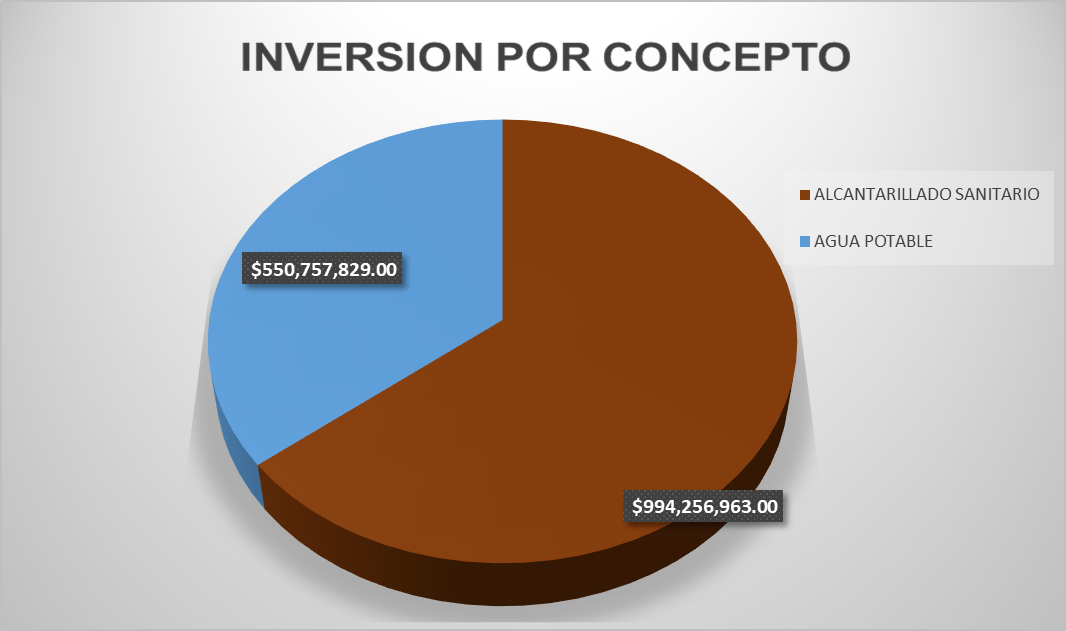 INVERSION POR CONCEPTO
ALCANTARILLADO SANITARIO
AGUA POTABLE
$550,757,829.00
$994,256,963.00